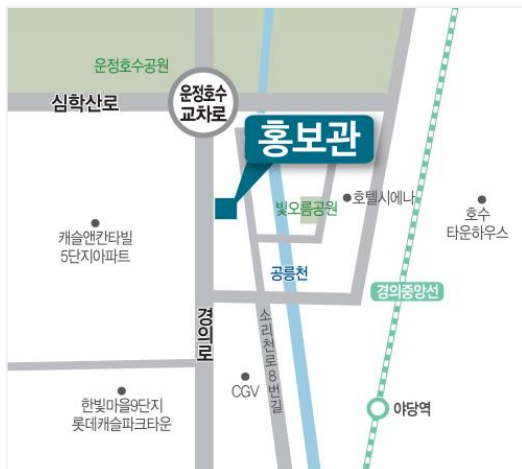 운정호수공원
심학산로
운정호수
교차로
홍보관
빛오름공원
호텔시에나
호수
타운하우스
캐슬앤칸타빌
5단지아파트
공릉천
경의중앙선
경의로
소리천로8번길
CGV
한빛마을9단지
롯데캐슬파크타운
야당역